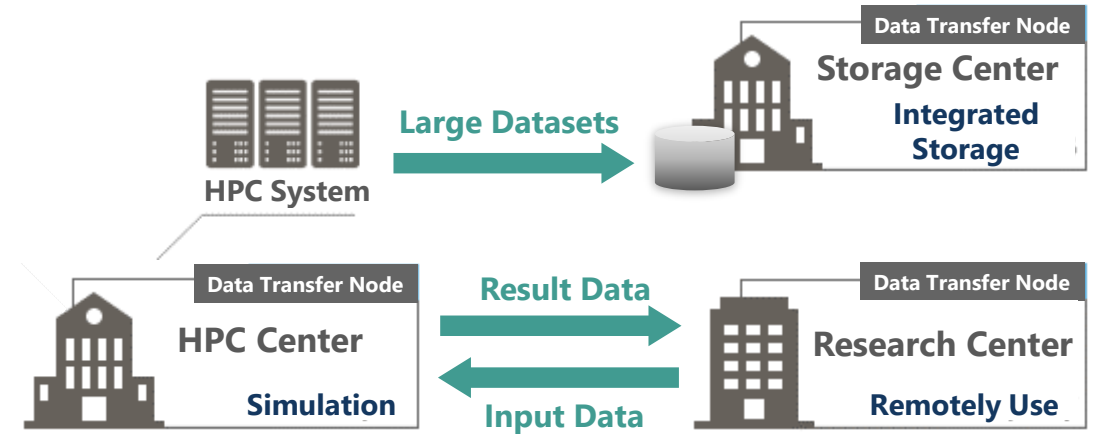 Data Transfer Node
Storage Center
Integrated
Storage
Large Datasets
HPC System
Data Transfer Node
HPC Center
Simulation
Result Data
Input Data
Data Transfer Node
Research Center
Remotely Use